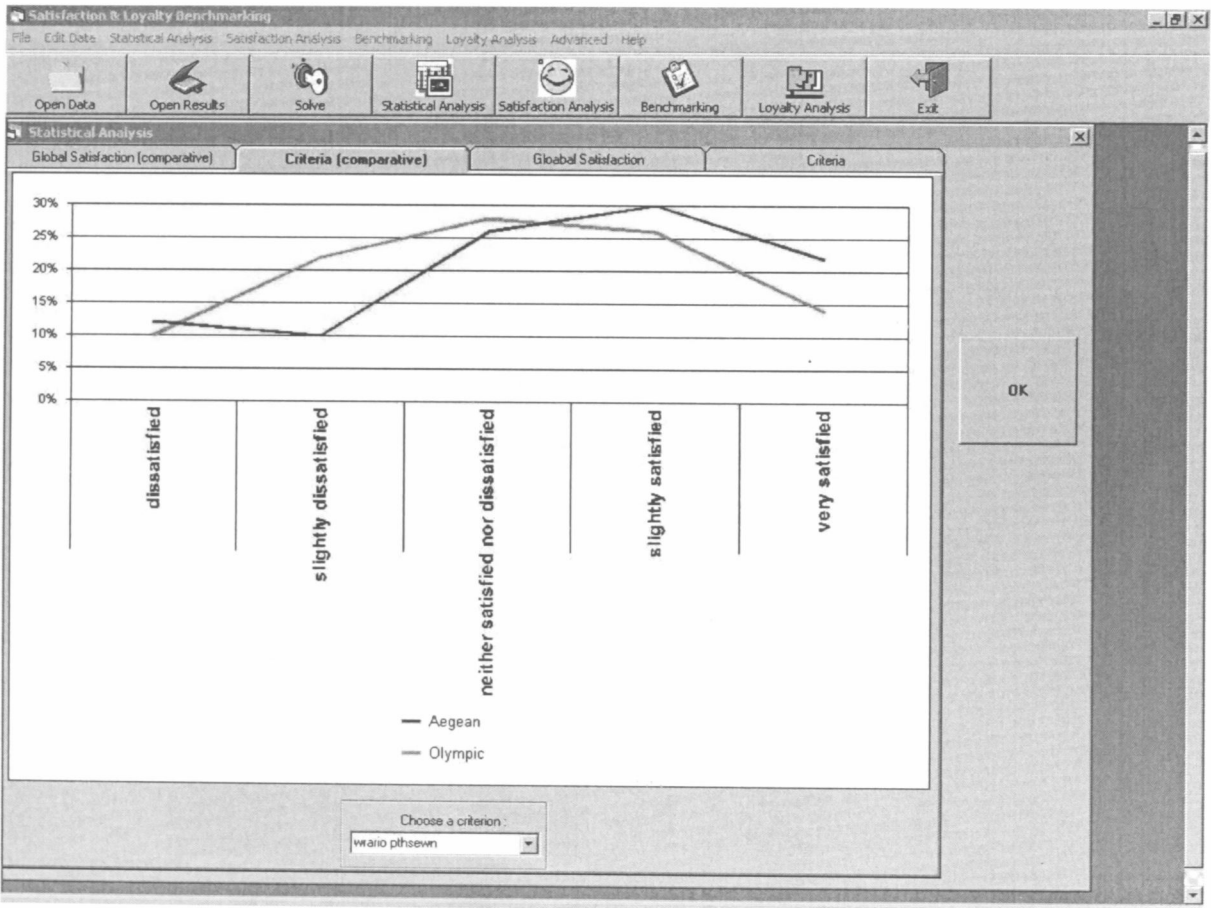 Satisfaction & Loyalty Benchmarking
File Edit Data Statistical Analysis Satisfaction Analysis Benchmarking Loyalty Analysis Advanced Help
Open Data Open Results Solve Statistical Analysis Satisfaction Analysis Benchmarking Loyalty Analysis Exit
Statistical Analysis
Global Satisfaction (comparative) Criteria (comparative) Gloabal Satisfaction Criteria
30%
25%
20%
15%
10%
5%
0%
dissatisfied
slightly dissatisfied
neither satisfied nor dissatisfied
slightly satisfied
very satisfied
Aegean
Olympic
OK
Choose a criterion :
wrario pthsewn